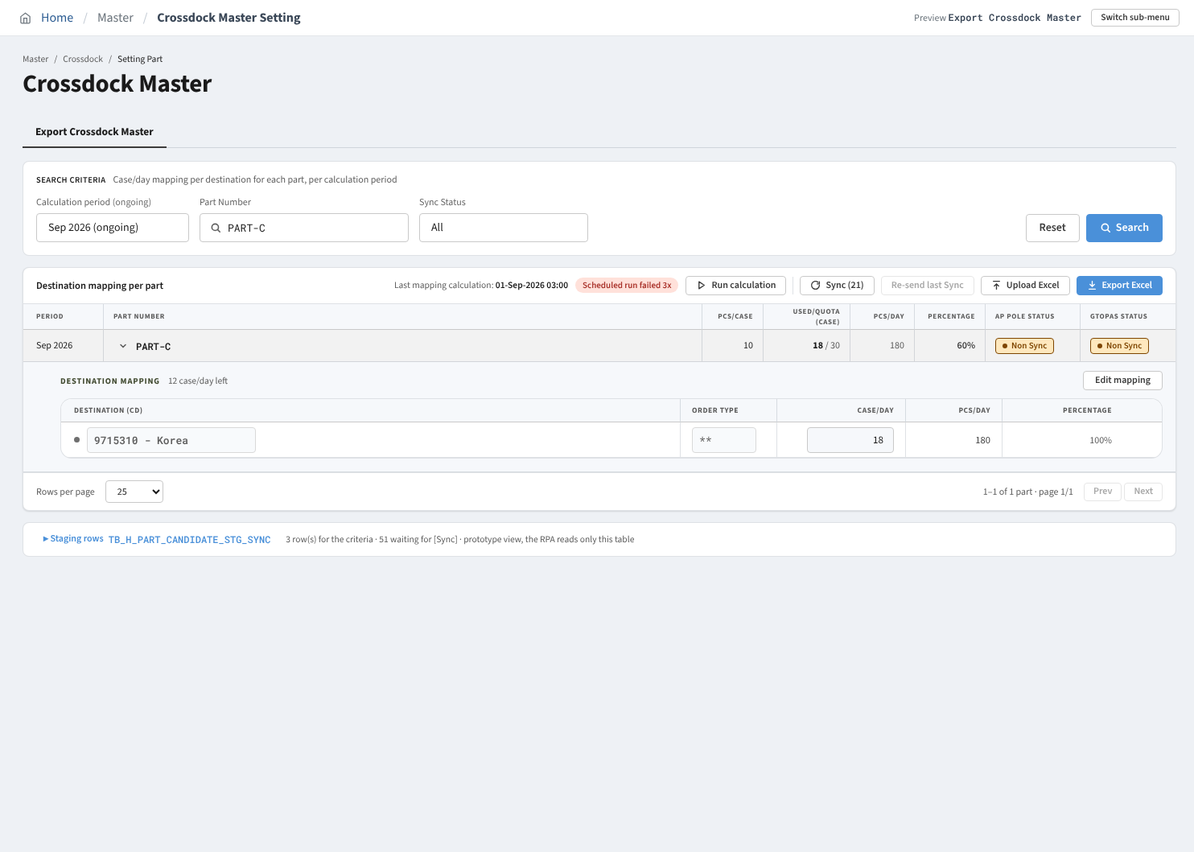 Home / Master / Crossdock Master Setting Preview Export Crossdock Master Switch sub-menu
Master / Crossdock / Setting Part
Crossdock Master
Export Crossdock Master
SEARCH CRITERIA Case/day mapping per destination for each part, per calculation period
Calculation period (ongoing) Part Number Sync Status
Sep 2026 (ongoing) PART-C All Reset Search
Destination mapping per part Last mapping calculation: 01-Sep-2026 03:00 Scheduled run failed 3x Run calculation Sync (21) Re-send last Sync Upload Excel Export Excel
PERIOD PART NUMBER PCS/CASE USED/QUOTA (CASE) PCS/DAY PERCENTAGE AP POLE STATUS GTOPAS STATUS
Sep 2026 PART-C 10 18 / 30 180 60% Non Sync Non Sync
DESTINATION MAPPING 12 case/day left Edit mapping
DESTINATION (CD) ORDER TYPE CASE/DAY PCS/DAY PERCENTAGE
9715310 - Korea ** 18 180 100%
Rows per page 25 1–1 of 1 part · page 1/1 Prev Next
▸ Staging rows TB_H_PART_CANDIDATE_STG_SYNC 3 row(s) for the criteria · 51 waiting for [Sync] · prototype view, the RPA reads only this table